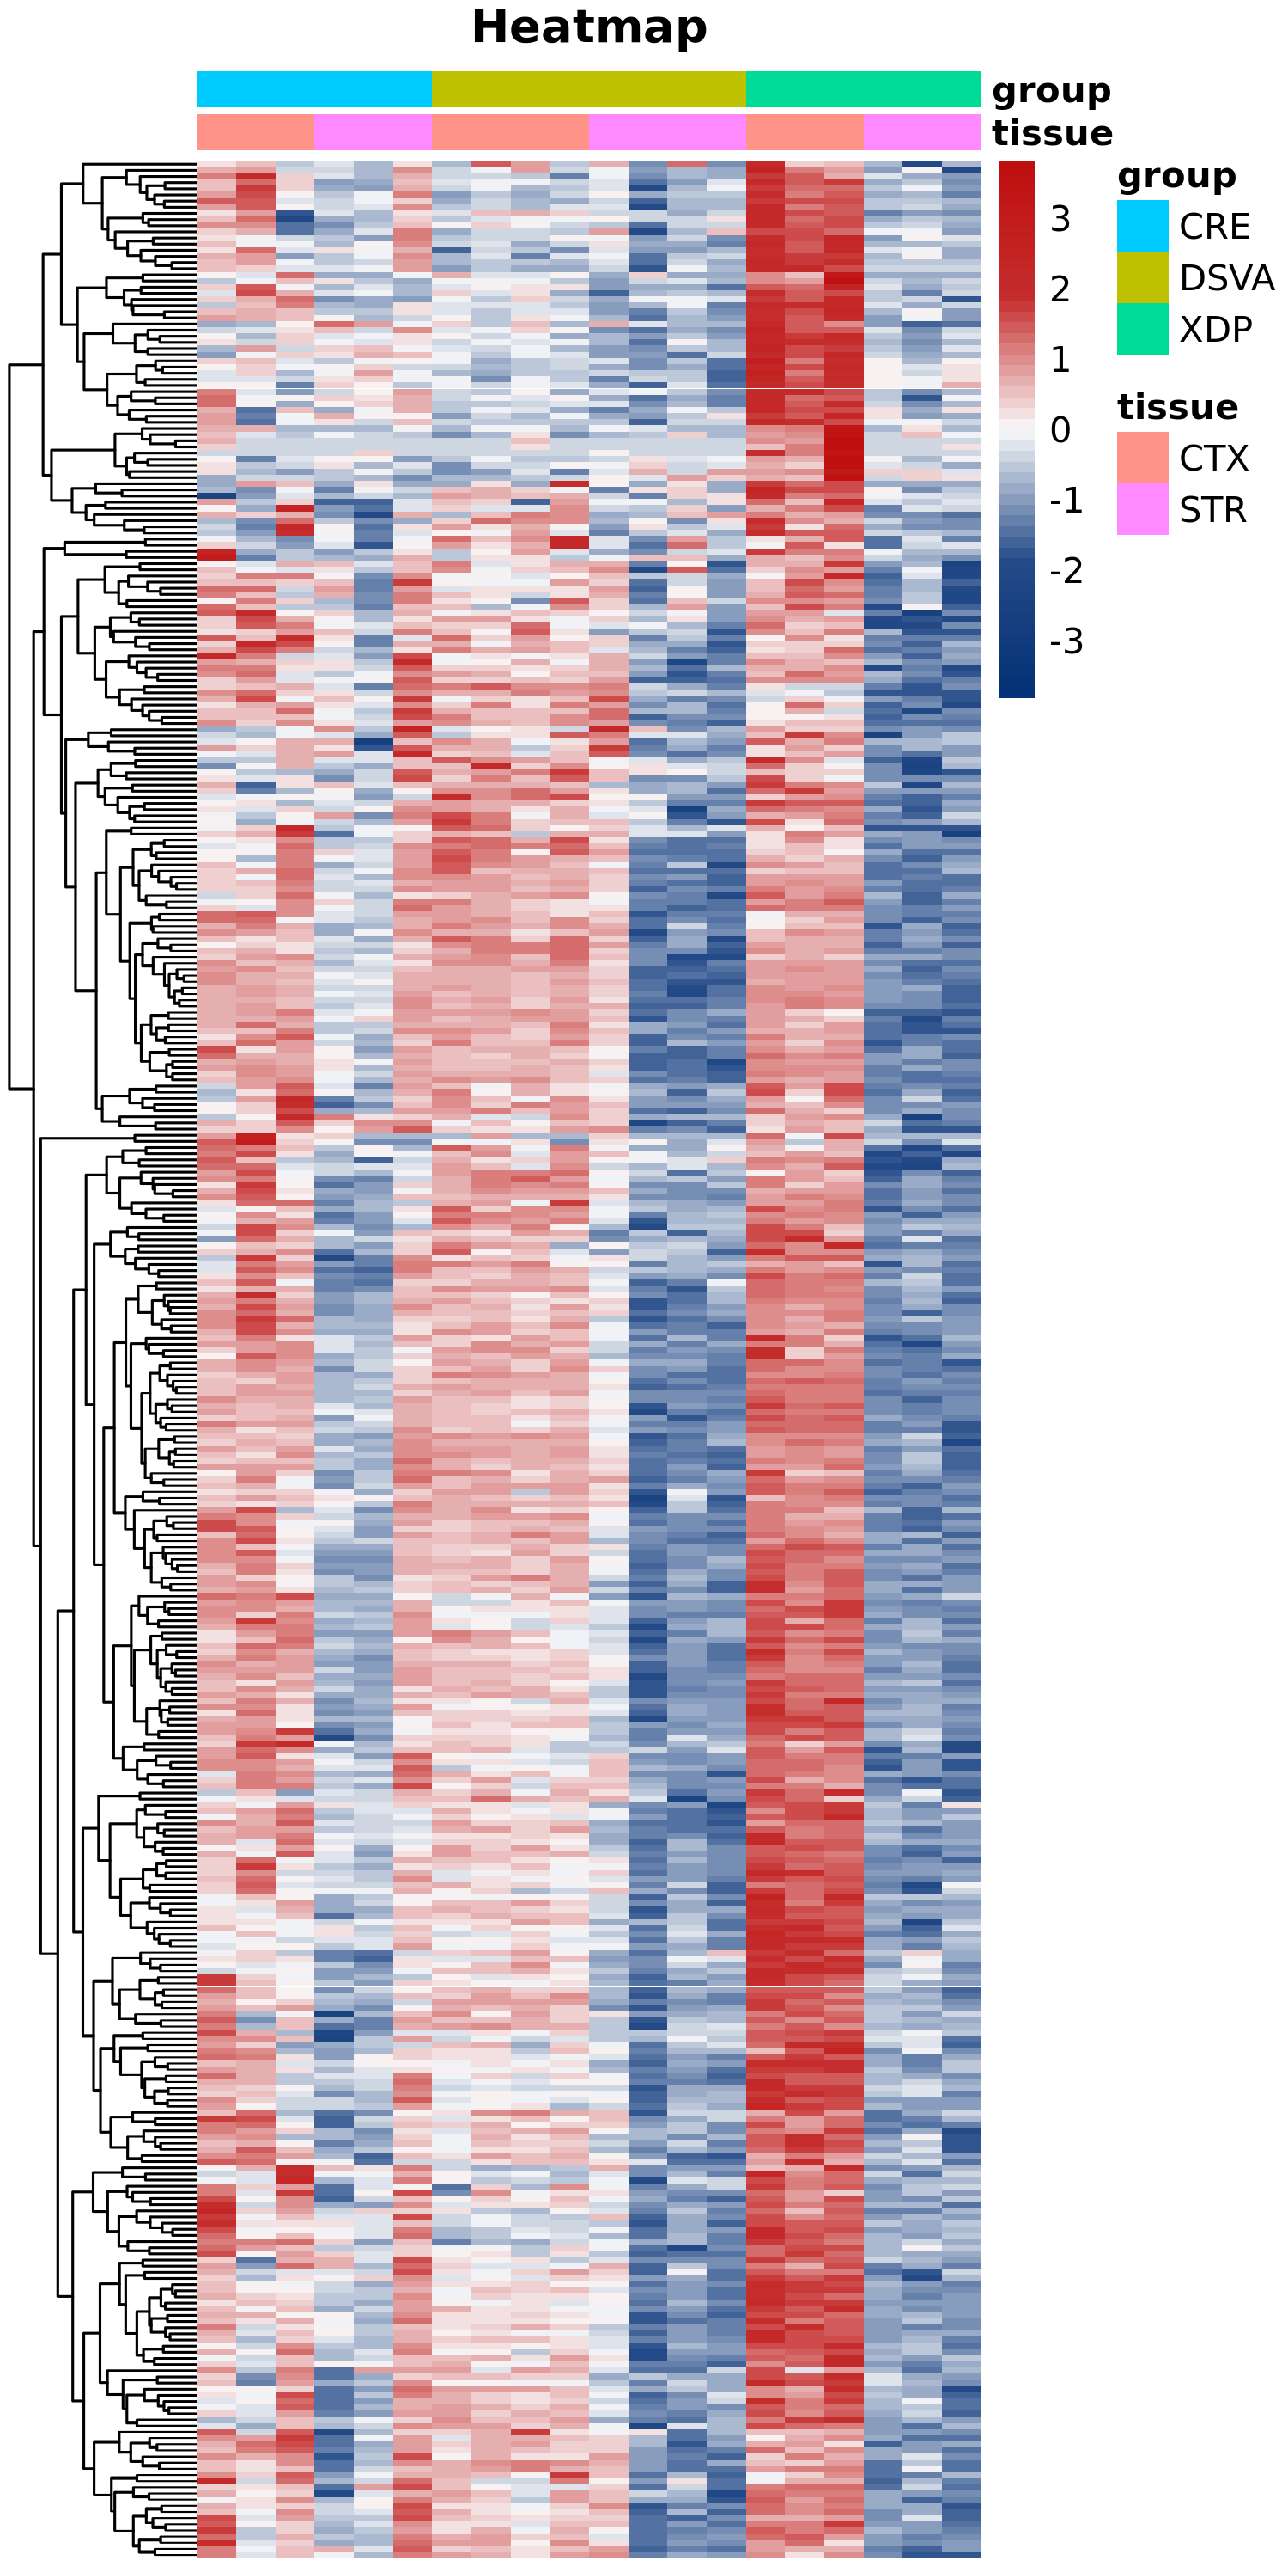 Heatmap
group
tissue
3
2
1
0
-1
-2
-3
group
CRE
DSVA
XDP
tissue
CTX
STR